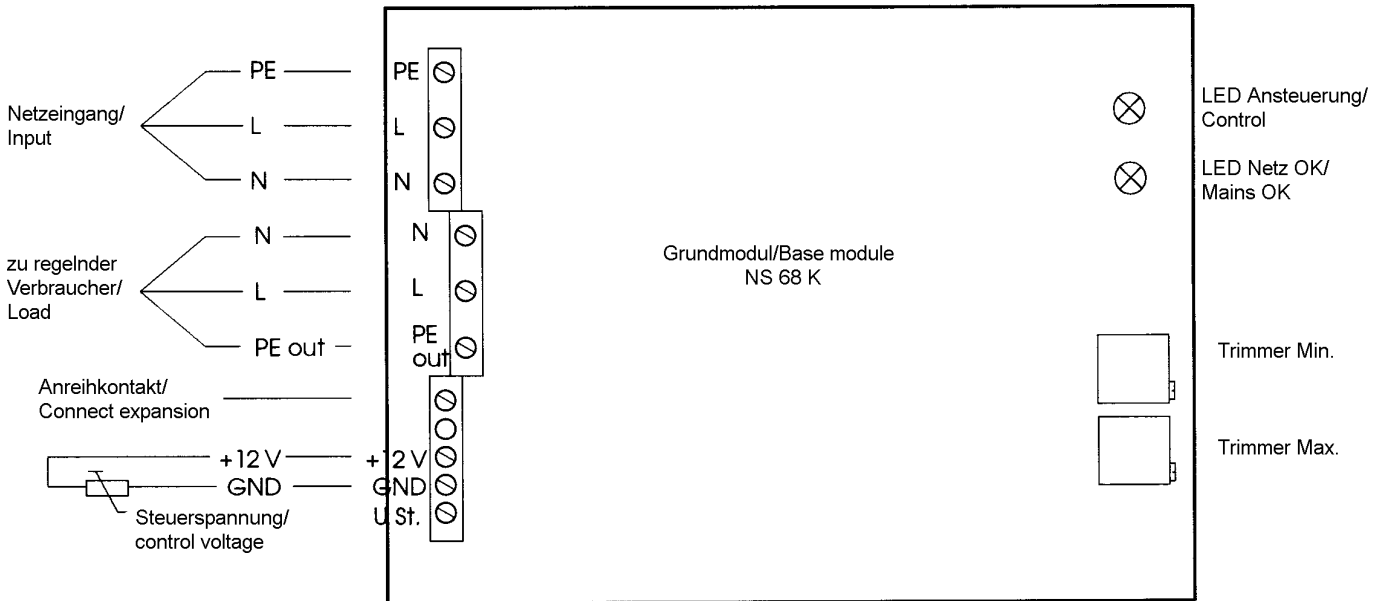 Netzeingang/
Input
PE
L
N
PE
L
N
zu regelnder
Verbraucher/
Load
N
L
PE out
N
L
PE
out
Anreihkontakt/
Connect expansion
+12 V
GND
+12 V
GND
U St.
Steuerspannung/
control voltage
Grundmodul/Base module
NS 68 K
LED Ansteuerung/
Control
LED Netz OK/
Mains OK
Trimmer Min.
Trimmer Max.